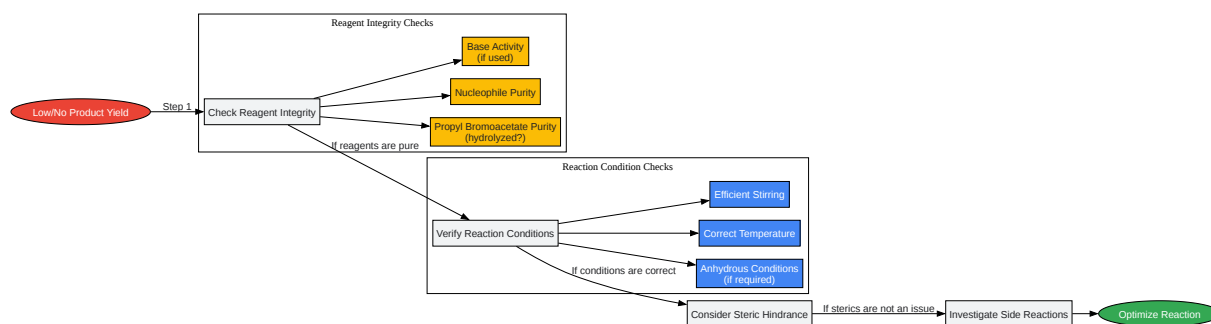 Reagent Integrity Checks
Base Activity
(if used)
Nucleophile Purity
Low/No Product Yield
Step 1
Check Reagent Integrity
Propyl Bromoacetate Purity
(hydrolyzed?)
If reagents are pure
Reaction Condition Checks
Efficient Stirring
Verify Reaction Conditions
Correct Temperature
Anhydrous Conditions
(if required)
If conditions are correct
Consider Steric Hindrance
If sterics are not an issue
Investigate Side Reactions
Optimize Reaction